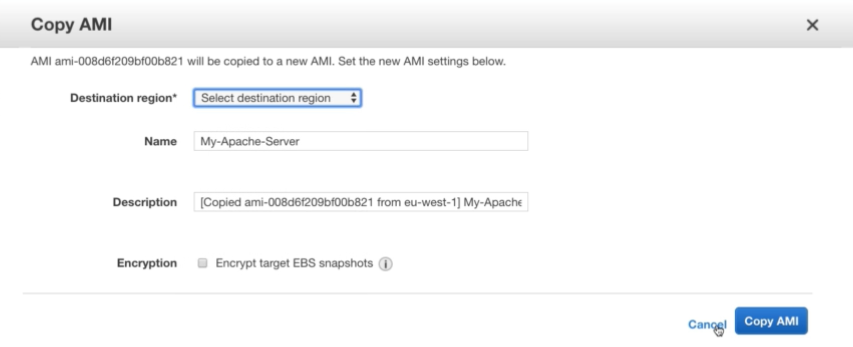 Copy AMI
AMI ami-008d6f209bf00b821 will be copied to a new AMI. Set the new AMI settings below.
Destination region* Select destination region
Name My-Apache-Server
Description [Copied ami-008d6f209bf00b821 from eu-west-1] My-Apache
Encryption Encrypt target EBS snapshots i
Cancel Copy AMI